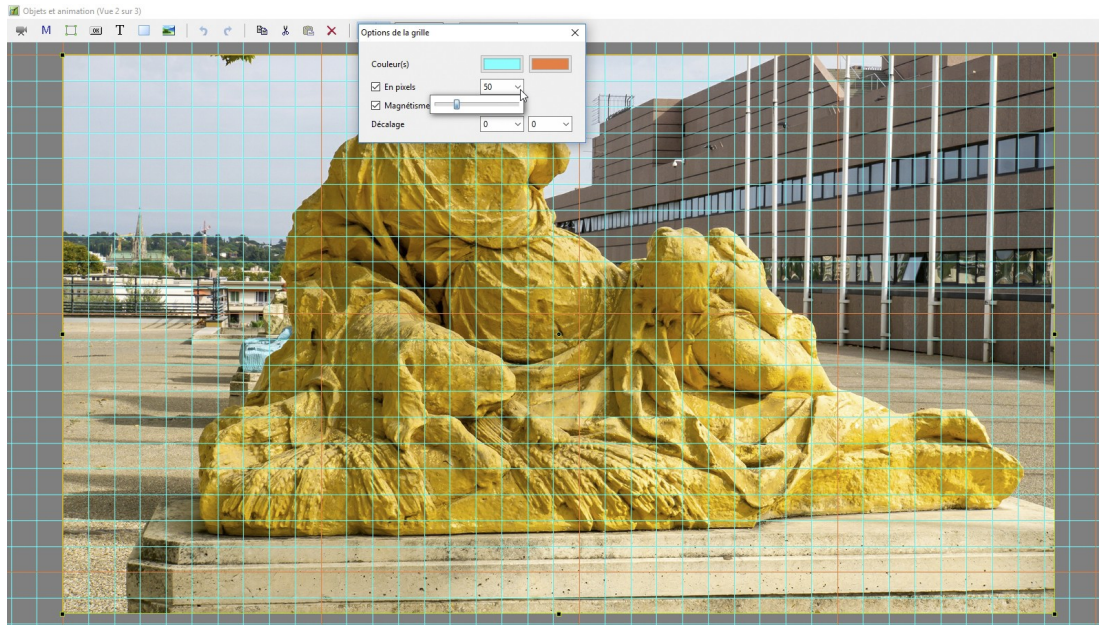 Objets et animation (Vue 2 sur 3)
M OK T
Options de la grille
Couleur(s)
En pixels 50
Magnétisme
Décalage 0 0